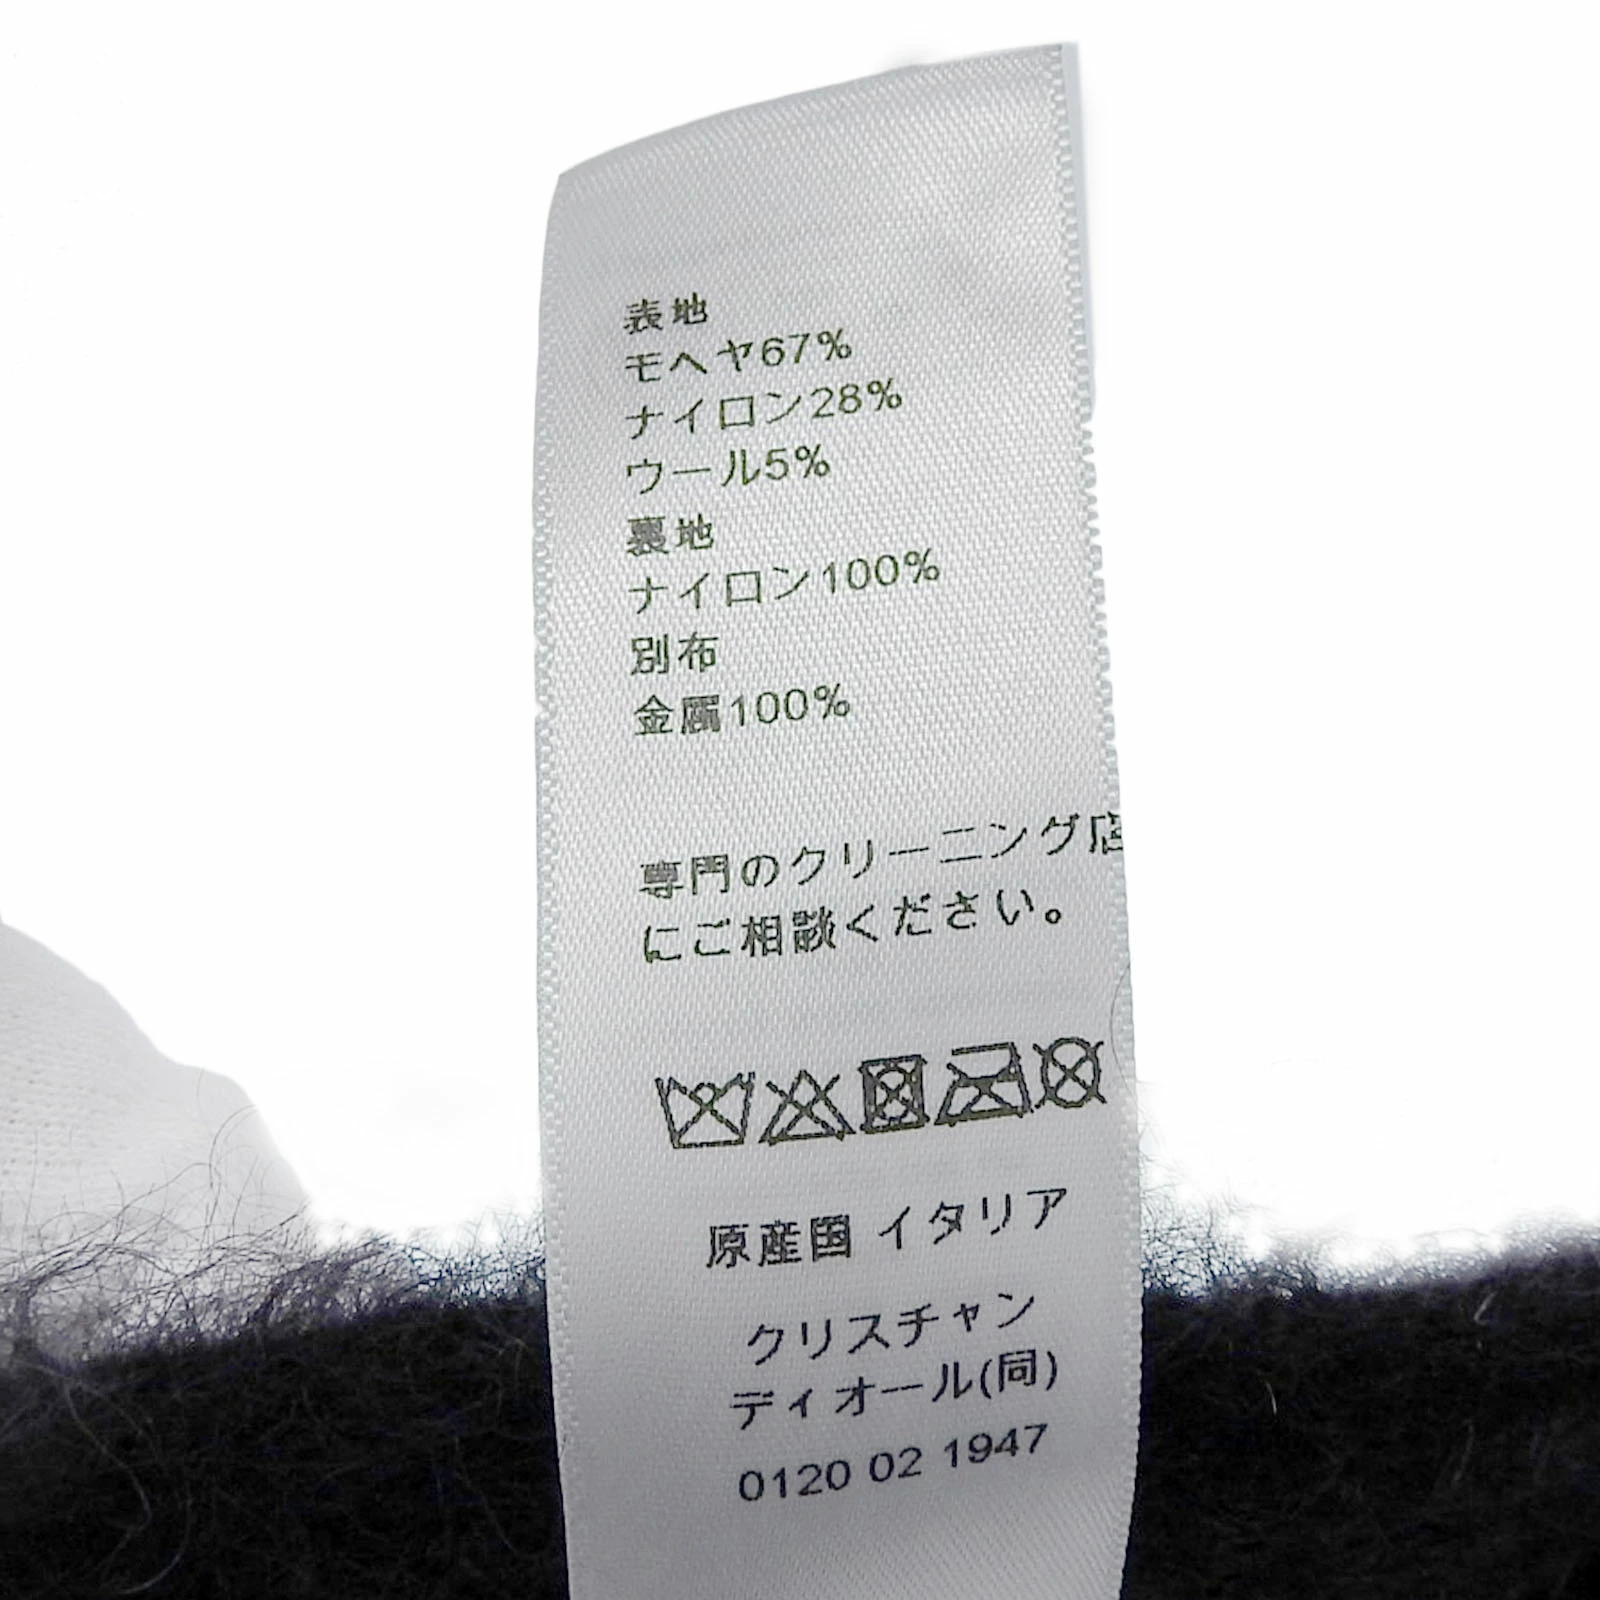 表地
モヘヤ67%
ナイロン28%
ウール5%
裏地
ナイロン100%
別布
金属100%
専門のクリーニング店
にご相談ください。
原産国 イタリア
クリスチャン
ディオール(同)
0120 02 1947